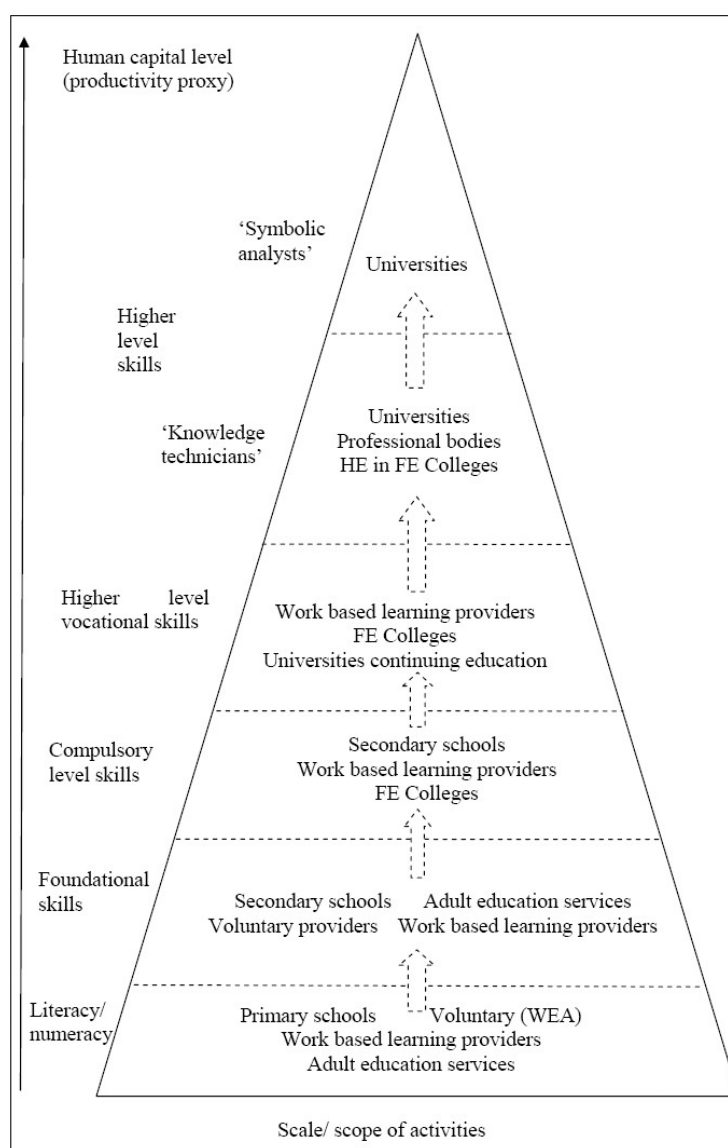 Human capital level
(productivity proxy)
‘Symbolic
analysts’
Universities
Higher
level
skills
Universities
Professional bodies
HE in FE Colleges
‘Knowledge
technicians’
Higher level
vocational skills
Work based learning providers
FE Colleges
Universities continuing education
Compulsory
level skills
Secondary schools
Work based learning providers
FE Colleges
Foundational
skills
Secondary schools Adult education services
Voluntary providers Work based learning providers
Literacy/
numeracy
Primary schools Voluntary (WEA)
Work based learning providers
Adult education services
Scale/ scope of activities